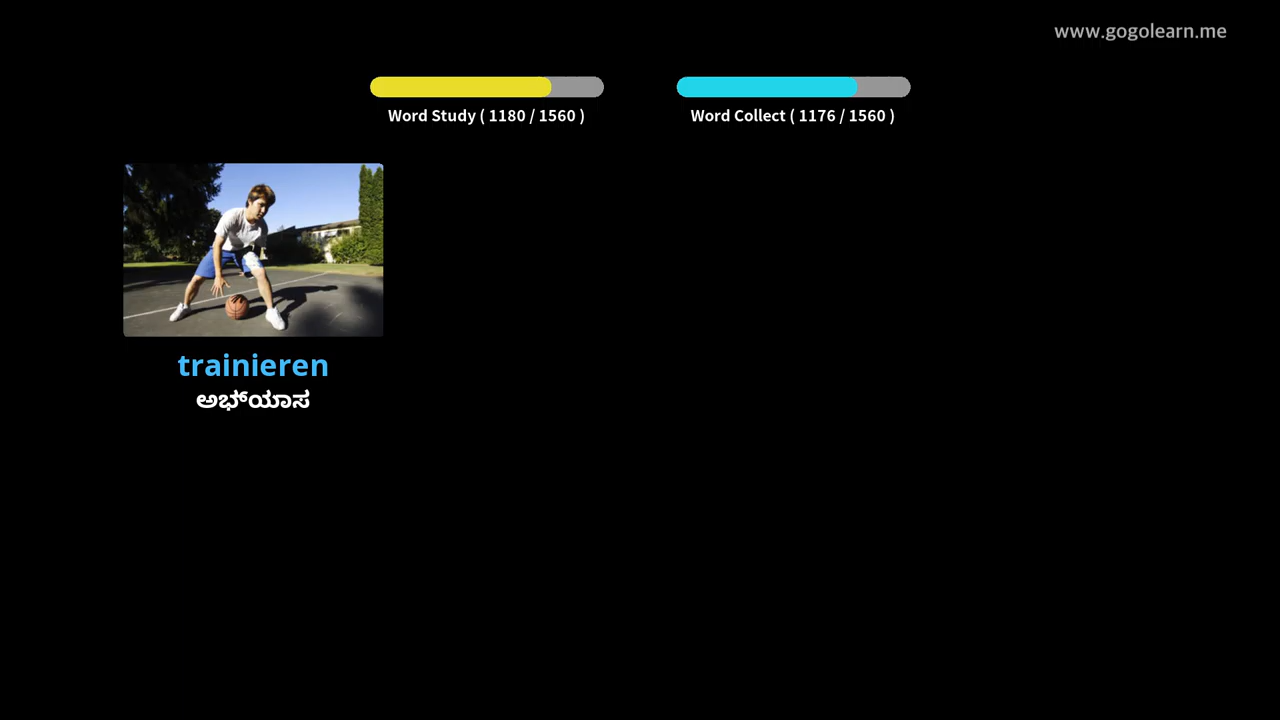 www.gogolearn.me
Word Study ( 1180 / 1560 )
Word Collect ( 1176 / 1560 )
trainieren
ಅಭ್ಯಾಸ